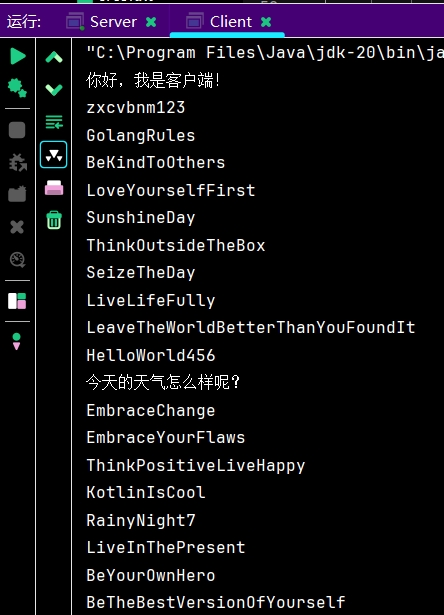 运行:
Server
Client
"C:\Program Files\Java\jdk-20\bin\ja
你好，我是客户端!
zxcvbnm123
GolangRules
BeKindToOthers
LoveYourselfFirst
SunshineDay
ThinkOutsideTheBox
SeizeTheDay
LiveLifeFully
LeaveTheWorldBetterThanYouFoundIt
HelloWorld456
今天的天气怎么样呢？
EmbraceChange
EmbraceYourFlaws
ThinkPositiveLiveHappy
KotlinIsCool
RainyNight7
LiveInThePresent
BeYourOwnHero
BeTheBestVersionOfYourself